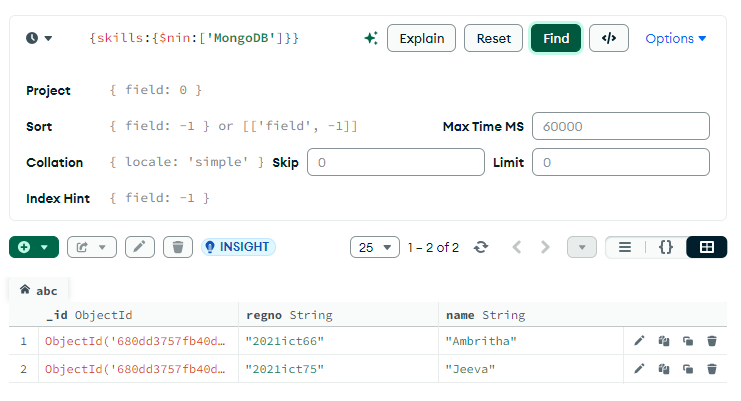 {skills:{$nin:['MongoDB']}} Explain Reset Find </> Options
Project { field: 0 }
Sort { field: -1 } or [['field', -1]] Max Time MS 60000
Collation { locale: 'simple' } Skip 0 Limit 0
Index Hint { field: -1 }
INSIGHT 25 1 – 2 of 2 {}
abc
_id ObjectId regno String name String
1 ObjectId('680dd3757fb40d… "2021ict66" "Ambritha"
2 ObjectId('680dd3757fb40d… "2021ict75" "Jeeva"